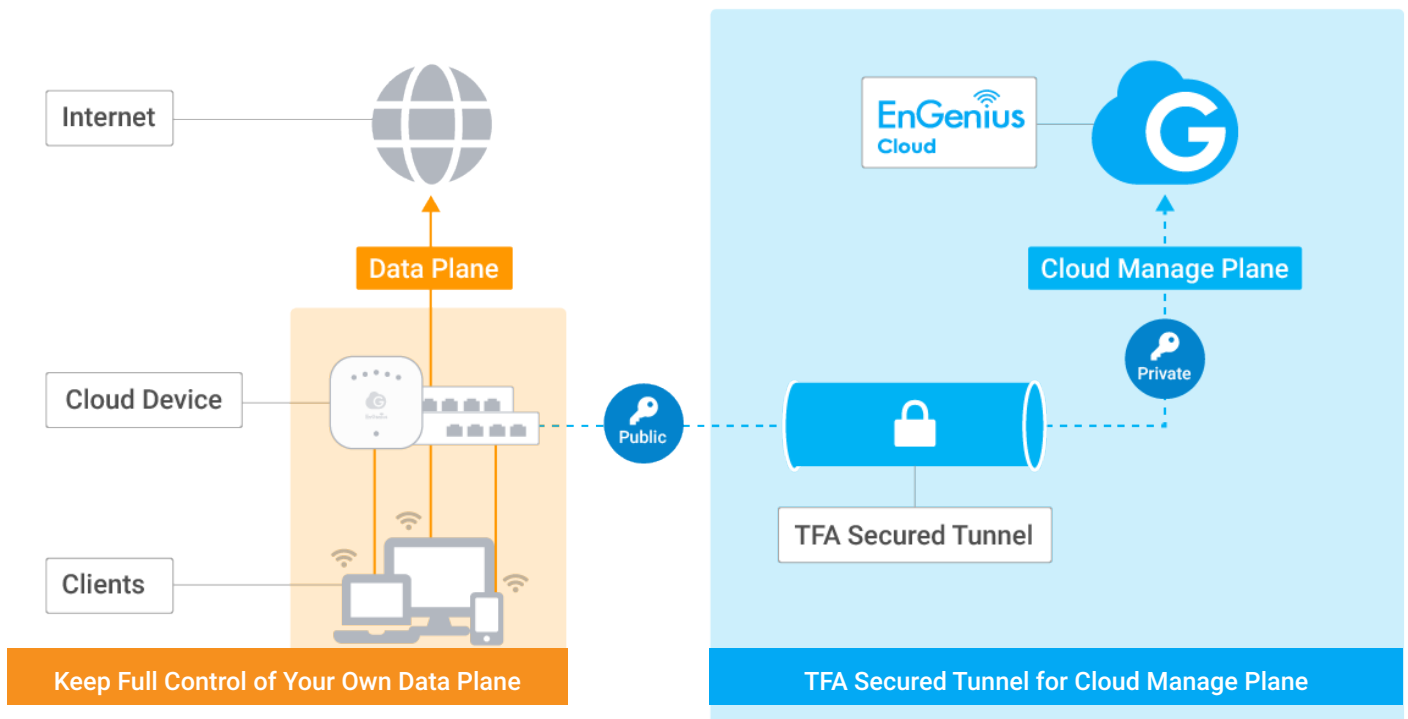 Internet
EnGenius
Cloud
Data Plane
Cloud Manage Plane
Cloud Device
Public
Private
TFA Secured Tunnel
Clients
Keep Full Control of Your Own Data Plane
TFA Secured Tunnel for Cloud Manage Plane